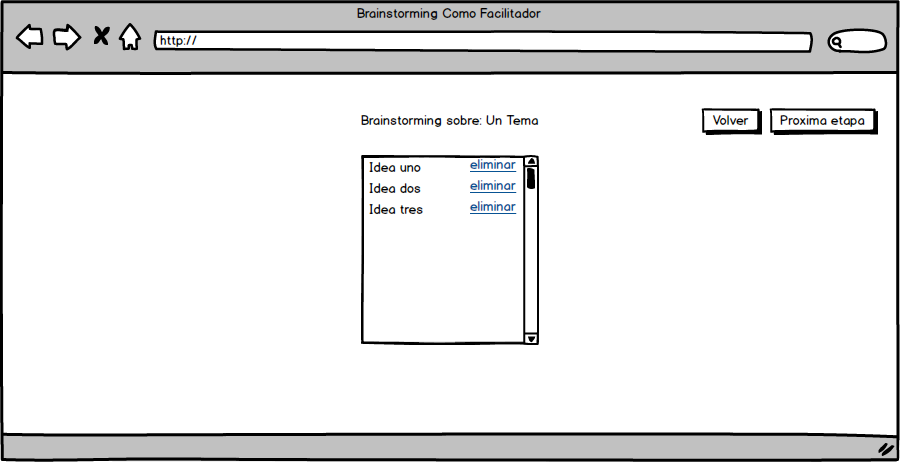 Brainstorming Como Facilitador
http://
Brainstorming sobre: Un Tema
Volver
Proxima etapa
Idea uno eliminar
Idea dos eliminar
Idea tres eliminar